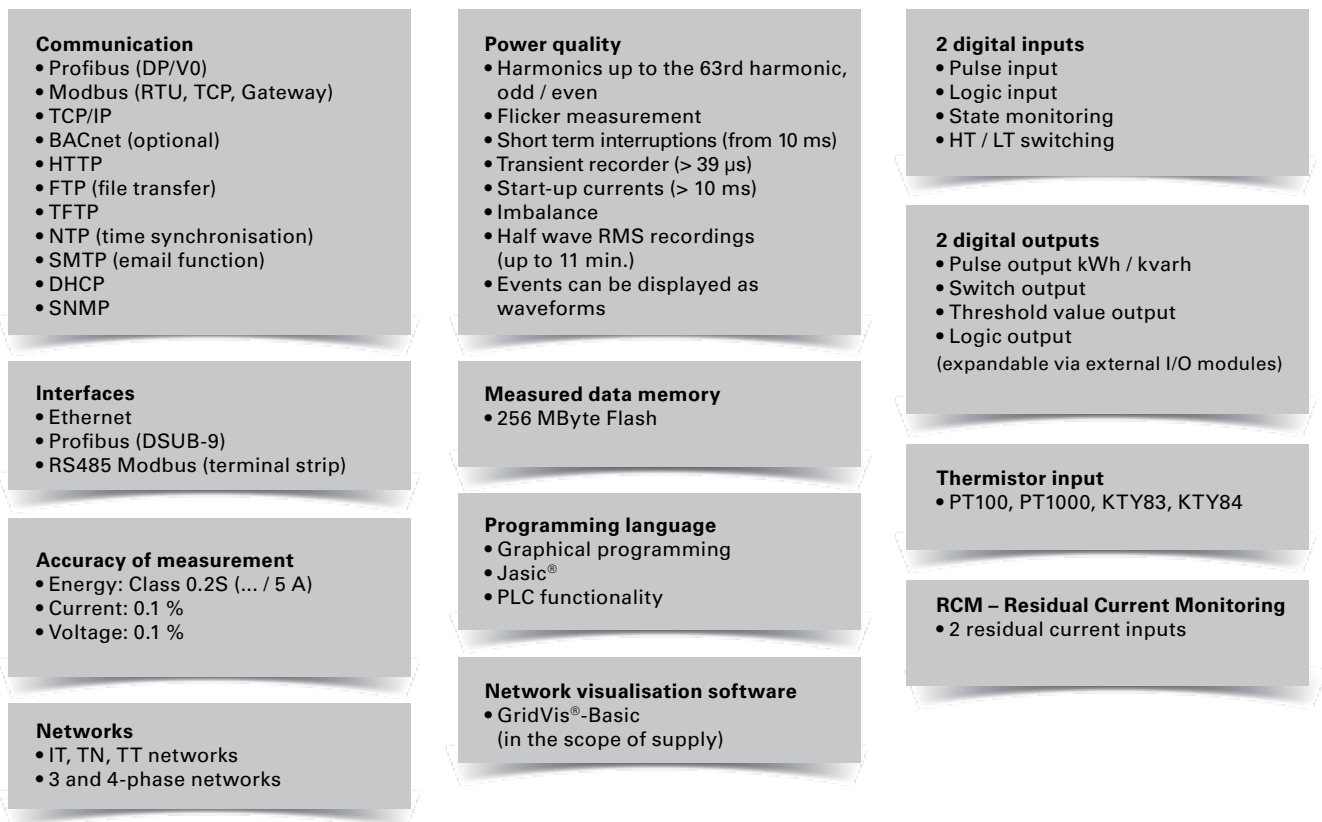 Communication
• Profibus (DP/V0)
• Modbus (RTU, TCP, Gateway)
• TCP/IP
• BACnet (optional)
• HTTP
• FTP (file transfer)
• TFTP
• NTP (time synchronisation)
• SMTP (email function)
• DHCP
• SNMP
Interfaces
• Ethernet
• Profibus (DSUB-9)
• RS485 Modbus (terminal strip)
Accuracy of measurement
• Energy: Class 0.2S (... / 5 A)
• Current: 0.1 %
• Voltage: 0.1 %
Networks
• IT, TN, TT networks
• 3 and 4-phase networks
Power quality
• Harmonics up to the 63rd harmonic,
odd / even
• Flicker measurement
• Short term interruptions (from 10 ms)
• Transient recorder (> 39 μs)
• Start-up currents (> 10 ms)
• Imbalance
• Half wave RMS recordings
(up to 11 min.)
• Events can be displayed as
waveforms
Measured data memory
• 256 MByte Flash
Programming language
• Graphical programming
• Jasic®
• PLC functionality
Network visualisation software
• GridVis®-Basic
(in the scope of supply)
2 digital inputs
• Pulse input
• Logic input
• State monitoring
• HT / LT switching
2 digital outputs
• Pulse output kWh / kvarh
• Switch output
• Threshold value output
• Logic output
(expandable via external I/O modules)
Thermistor input
• PT100, PT1000, KTY83, KTY84
RCM – Residual Current Monitoring
• 2 residual current inputs